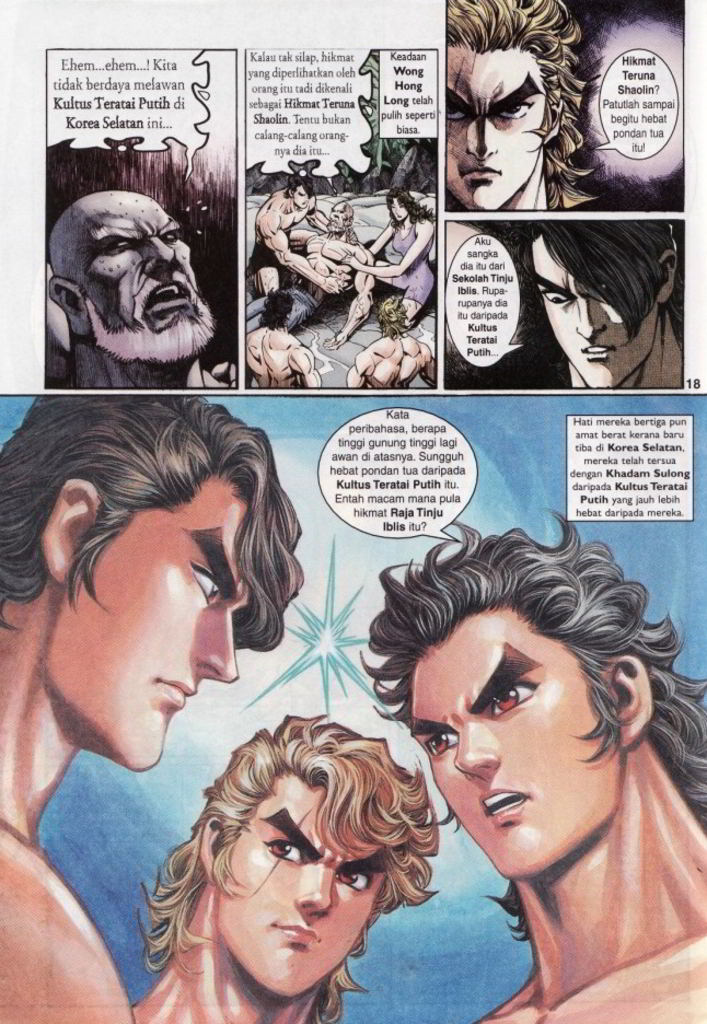 Ehem...ehem...! Kita
tidak berdaya melawan
Kultus Teratai Putih di
Korea Selatan ini...
Kalau tak silap, hikmat
yang diperlihatkan oleh
orang itu tadi dikenali
sebagai Hikmat Teruna
Shaolin. Tentu bukan
calang-calang orang-
nya dia itu...
Keadaan
Wong
Hong
Long telah
pulih seperti
biasa.
Hikmat
Teruna
Shaolin?
Patutlah sampai
begitu hebat
pondan tua
itu!
Aku
sangka
dia itu dari
Sekolah Tinju
Iblis. Rupa-
rupanya dia
itu daripada
Kultus
Teratai
Putih...
18
Kata
peribahasa, berapa
tinggi gunung tinggi lagi
awan di atasnya. Sungguh
hebat pondan tua daripada
Kultus Teratai Putih itu.
Entah macam mana pula
hikmat Raja Tinju
Iblis itu?
Hati mereka bertiga pun
amat berat kerana baru
tiba di Korea Selatan,
mereka telah tersua
dengan Khadam Sulong
daripada Kultus Teratai
Putih yang jauh lebih
hebat daripada mereka.